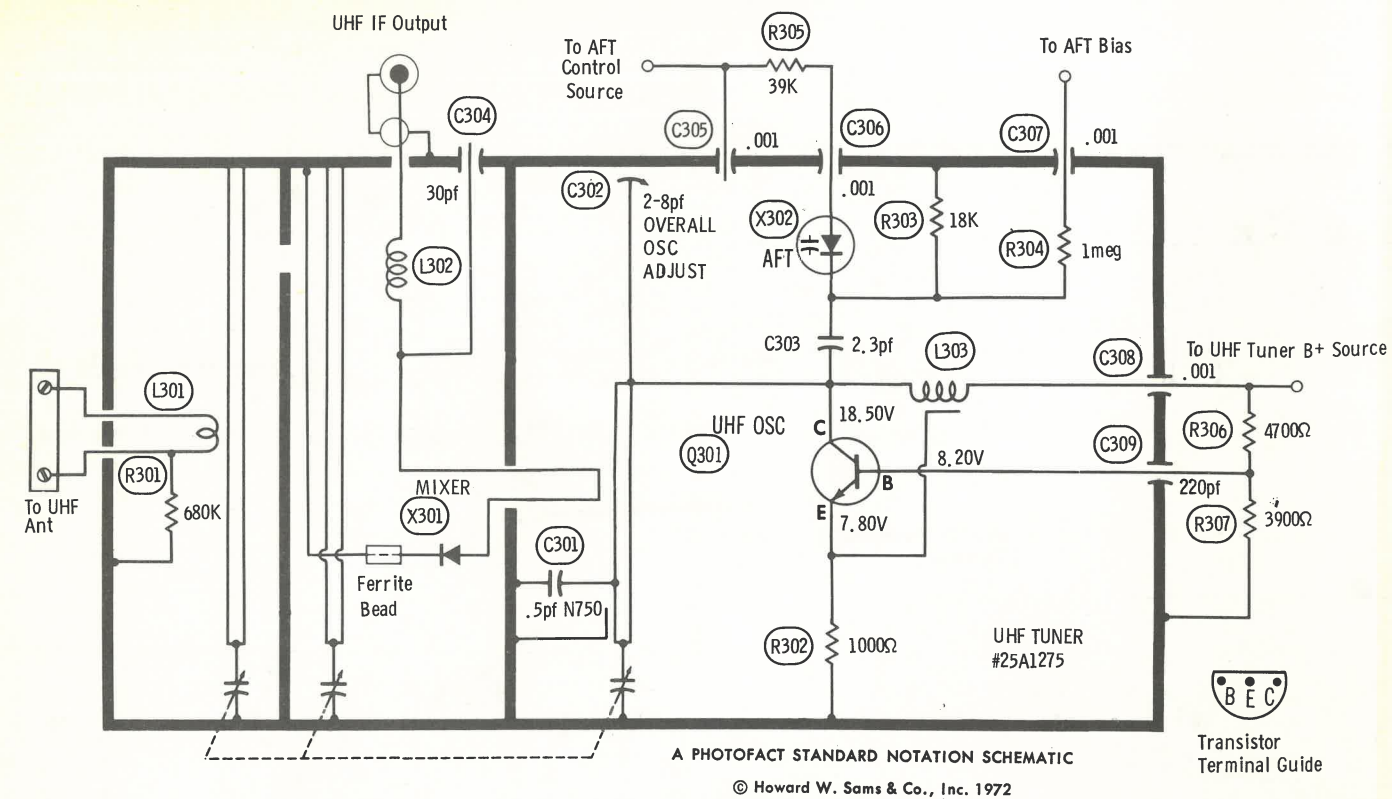 UHF IF Output
To AFT
Control
Source
R305
39K
To AFT Bias
C304
30pf
C305
.001
C306
.001
C307
.001
C302
2-8pf
OVERALL
OSC
ADJUST
X302
AFT
R303
18K
R304
1meg
L302
C303
2.3pf
L303
C308
To UHF Tuner B+ Source
.001
L301
R301
680K
To UHF
Ant
MIXER
X301
Ferrite
Bead
C301
.5pf N750
UHF OSC
Q301
18.50V
C
B
E
8.20V
7.80V
C309
220pf
R306
4700Ω
R307
3900Ω
R302
1000Ω
UHF TUNER
#25A1275
B E C
Transistor
Terminal Guide
A PHOTOFACT STANDARD NOTATION SCHEMATIC
© Howard W. Sams & Co., Inc. 1972